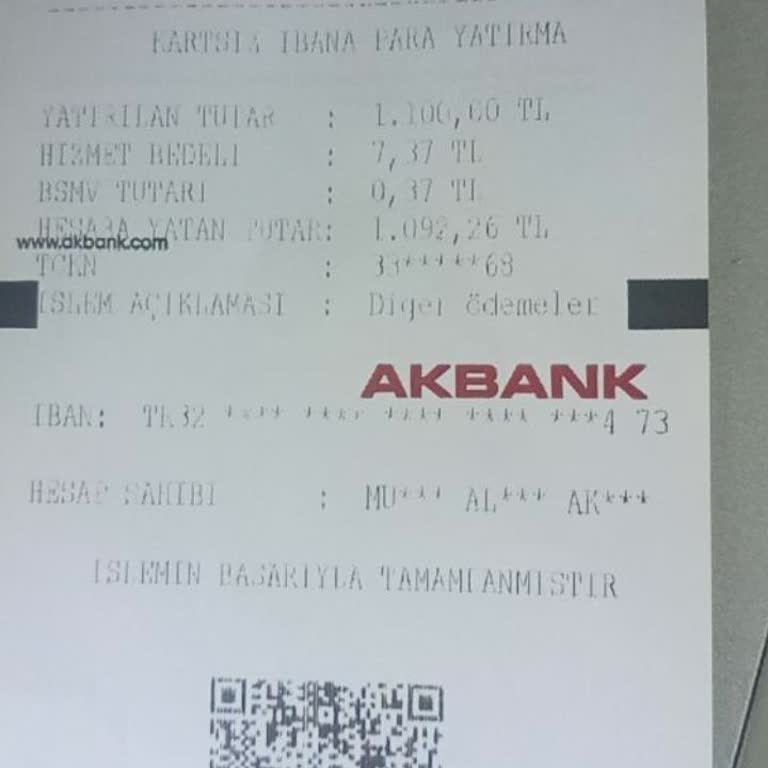 KARTSIZ IBANA PARA YATIRMA
YATIRILAN TUTAR : 1.100,00 TL
HIZMET BEDELI : 7,37 TL
BSMV TUTARI : 0,37 TL
HESABA YATAN TUTAR: 1.092,26 TL
www.akbank.com
TCKN : 33*****68
ISLEM AÇIKLAMASI : Diger ödemeler
AKBANK
IBAN: TR32 **** **** **** **** ***4 73
HESAP SAHIBI : MU*** AL*** AK***
ISLEMIN BASARIYLA TAMAMLANMISTIR